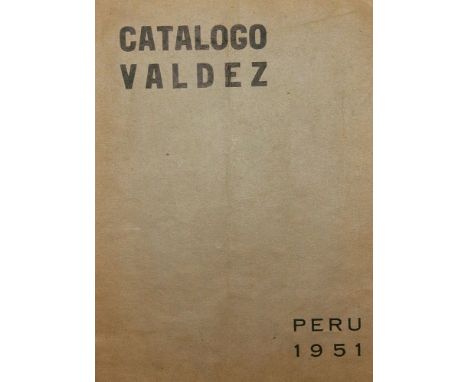 CATALOGO
VALDEZ
PERU
1951